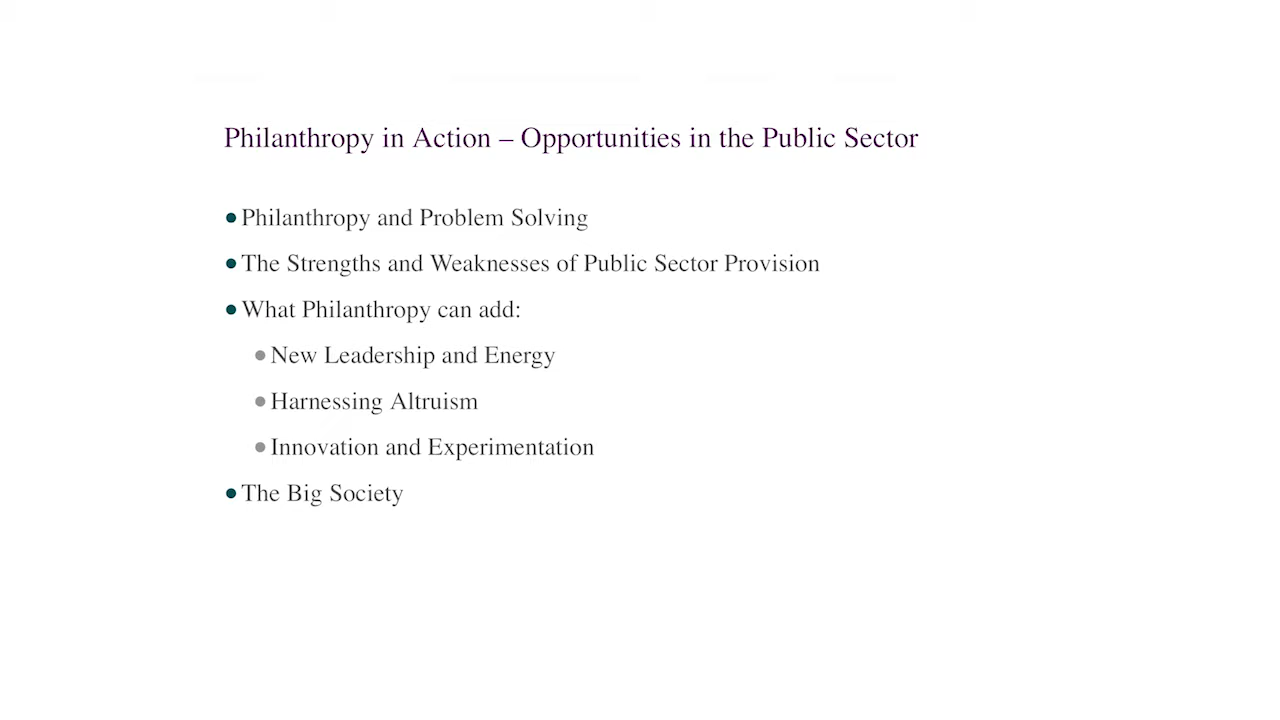 Philanthropy in Action – Opportunities in the Public Sector
●Philanthropy and Problem Solving
●The Strengths and Weaknesses of Public Sector Provision
●What Philanthropy can add:
●New Leadership and Energy
●Harnessing Altruism
●Innovation and Experimentation
●The Big Society